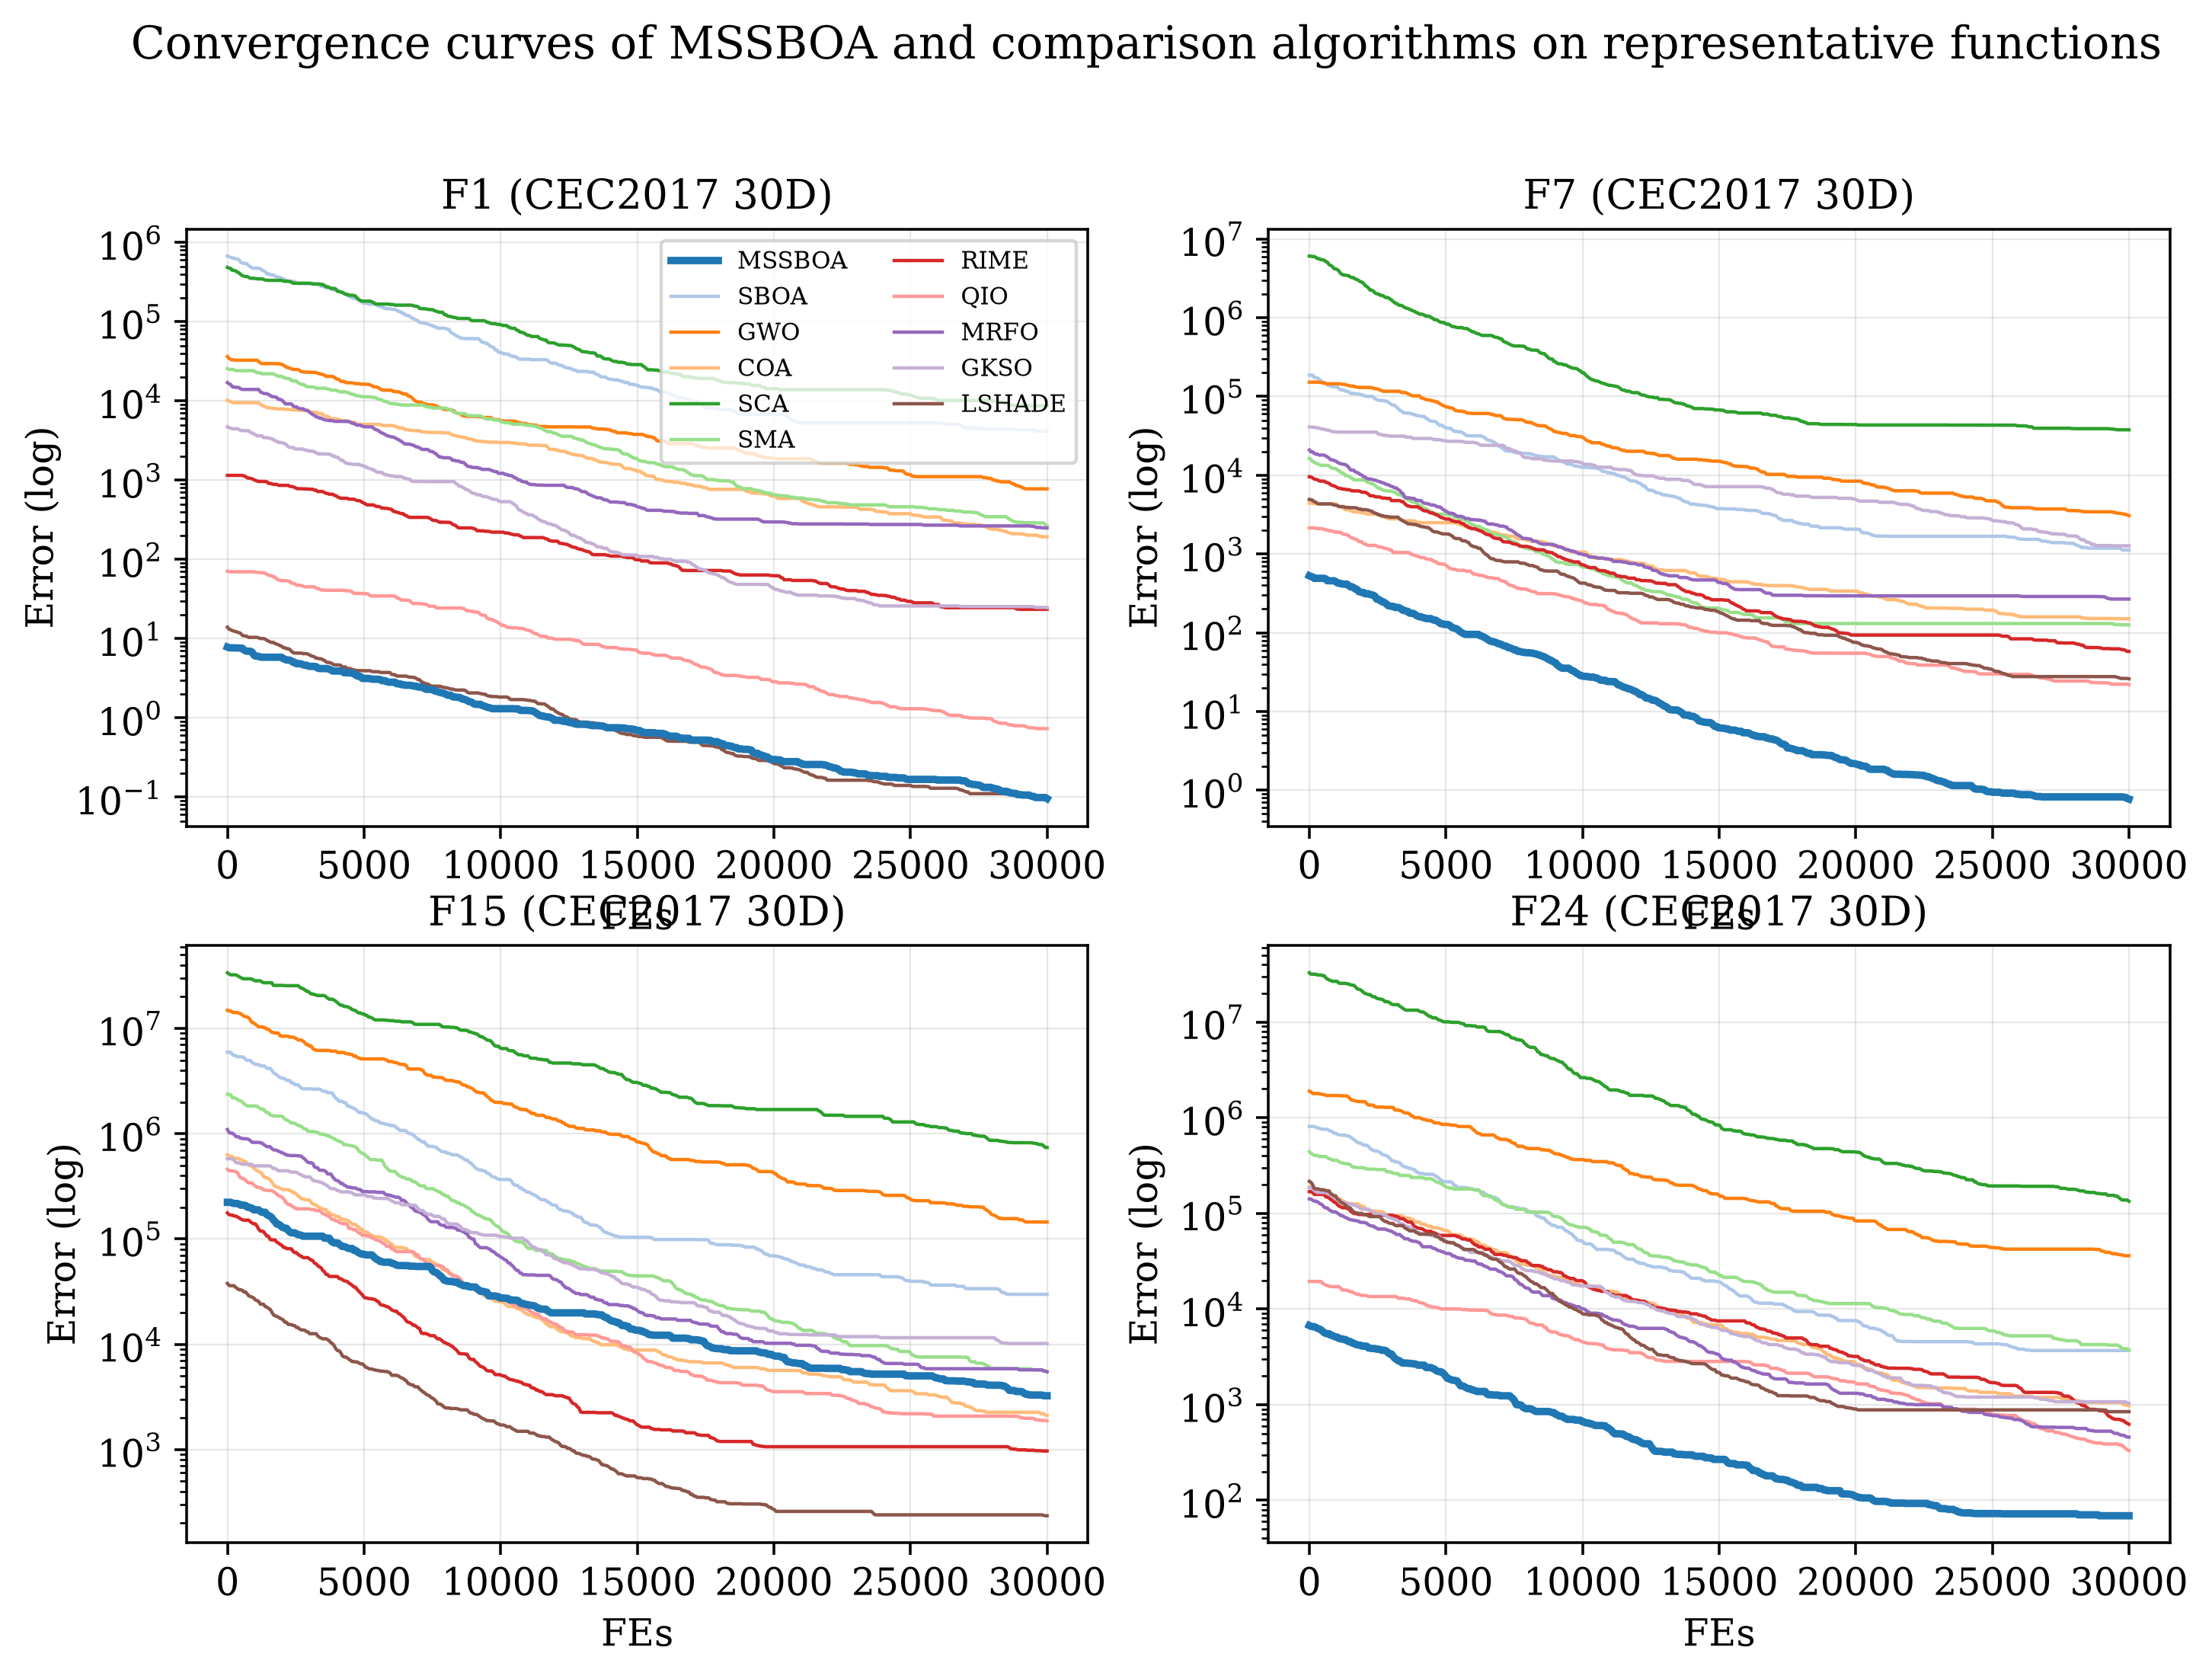 Convergence curves of MSSBOA and comparison algorithms on representative functions
F1 (CEC2017 30D)
Error (log)
10^6
10^5
10^4
10^3
10^2
10^1
10^0
10^−1
MSSBOA
SBOA
GWO
COA
SCA
SMA
RIME
QIO
MRFO
GKSO
LSHADE
0 5000 10000 15000 20000 25000 30000
FEs
F7 (CEC2017 30D)
Error (log)
10^7
10^6
10^5
10^4
10^3
10^2
10^1
10^0
0 5000 10000 15000 20000 25000 30000
FEs
F15 (CEC2017 30D)
Error (log)
10^7
10^6
10^5
10^4
10^3
0 5000 10000 15000 20000 25000 30000
FEs
F24 (CEC2017 30D)
Error (log)
10^7
10^6
10^5
10^4
10^3
10^2
0 5000 10000 15000 20000 25000 30000
FEs